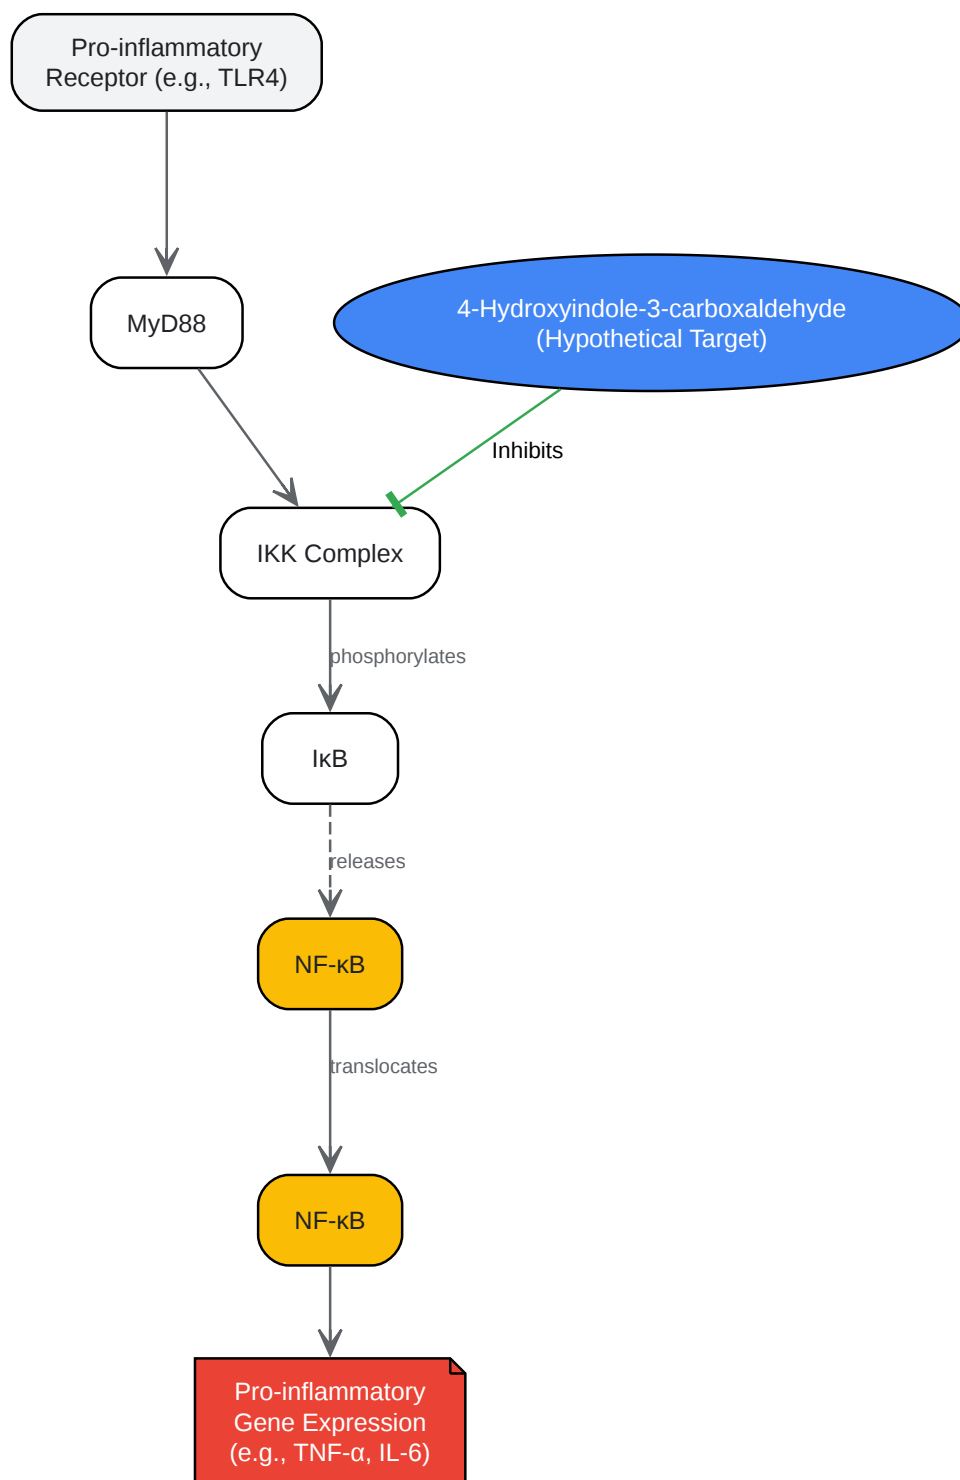 Pro-inflammatory
Receptor (e.g., TLR4)
MyD88
4-Hydroxyindole-3-carboxaldehyde
(Hypothetical Target)
Inhibits
IKK Complex
phosphorylates
IκB
releases
NF-κB
translocates
NF-κB
Pro-inflammatory
Gene Expression
(e.g., TNF-α, IL-6)